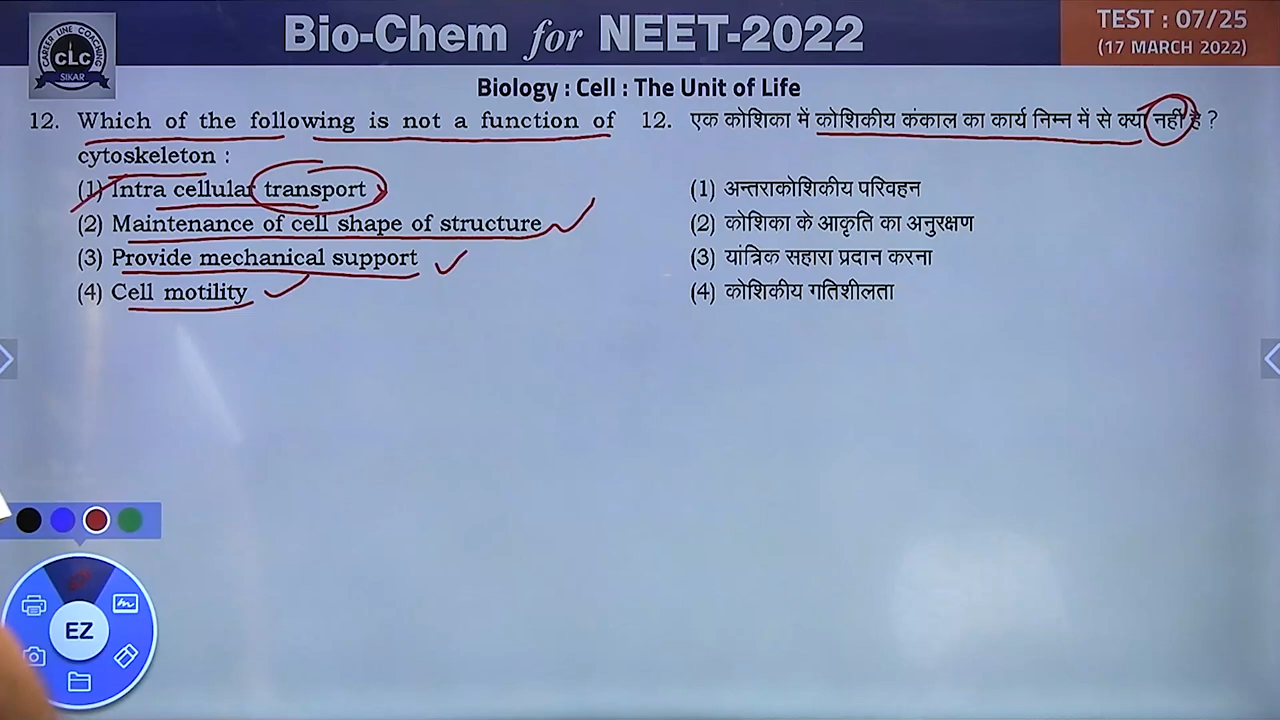 Bio-Chem for NEET-2022
TEST : 07/25
(17 MARCH 2022)
CAREER LINE COACHING
CLC
SIKAR
Biology : Cell : The Unit of Life
12. Which of the following is not a function of
cytoskeleton :
(1) Intra cellular transport
(2) Maintenance of cell shape of structure
(3) Provide mechanical support
(4) Cell motility
12. एक कोशिका में कोशिकीय कंकाल का कार्य निम्न में से क्या नहीं है ?
(1) अन्तराकोशिकीय परिवहन
(2) कोशिका के आकृति का अनुरक्षण
(3) यांत्रिक सहारा प्रदान करना
(4) कोशिकीय गतिशीलता
EZ